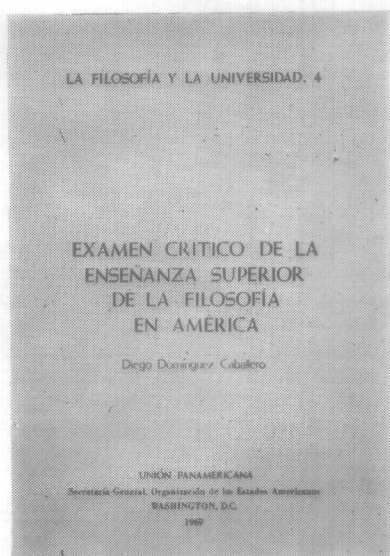 LA FILOSOFÍA Y LA UNIVERSIDAD, 4
EXAMEN CRITICO DE LA
ENSEÑANZA SUPERIOR
DE LA FILOSOFÍA
EN AMÉRICA
Diego Domínguez Caballero
UNIÓN PANAMERICANA
Secretaría General, Organización de los Estados Americanos
WASHINGTON, D.C.
1969